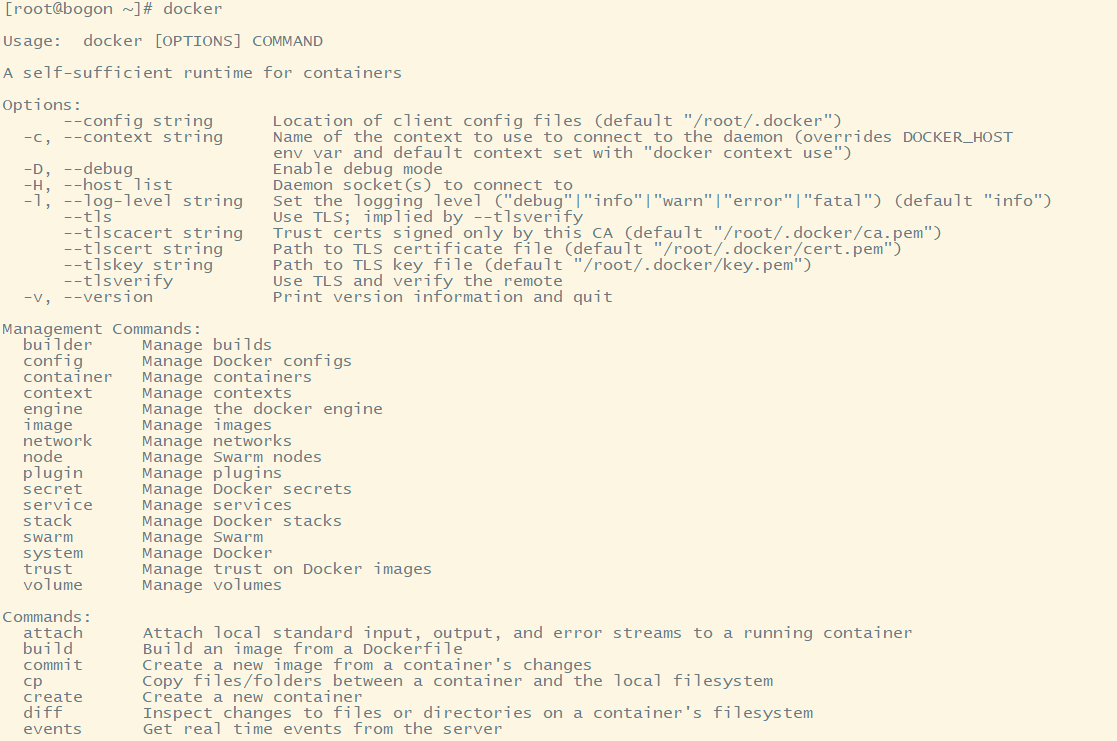 [root@bogon ~]# docker
Usage:  docker [OPTIONS] COMMAND
A self-sufficient runtime for containers
Options:
      --config string      Location of client config files (default "/root/.docker")
  -c, --context string     Name of the context to use to connect to the daemon (overrides DOCKER_HOST
                           env var and default context set with "docker context use")
  -D, --debug              Enable debug mode
  -H, --host list          Daemon socket(s) to connect to
  -l, --log-level string   Set the logging level ("debug"|"info"|"warn"|"error"|"fatal") (default "info")
      --tls                Use TLS; implied by --tlsverify
      --tlscacert string   Trust certs signed only by this CA (default "/root/.docker/ca.pem")
      --tlscert string     Path to TLS certificate file (default "/root/.docker/cert.pem")
      --tlskey string      Path to TLS key file (default "/root/.docker/key.pem")
      --tlsverify          Use TLS and verify the remote
  -v, --version            Print version information and quit
Management Commands:
  builder     Manage builds
  config      Manage Docker configs
  container   Manage containers
  context     Manage contexts
  engine      Manage the docker engine
  image       Manage images
  network     Manage networks
  node        Manage Swarm nodes
  plugin      Manage plugins
  secret      Manage Docker secrets
  service     Manage services
  stack       Manage Docker stacks
  swarm       Manage Swarm
  system      Manage Docker
  trust       Manage trust on Docker images
  volume      Manage volumes
Commands:
  attach      Attach local standard input, output, and error streams to a running container
  build       Build an image from a Dockerfile
  commit      Create a new image from a container's changes
  cp          Copy files/folders between a container and the local filesystem
  create      Create a new container
  diff        Inspect changes to files or directories on a container's filesystem
  events      Get real time events from the server